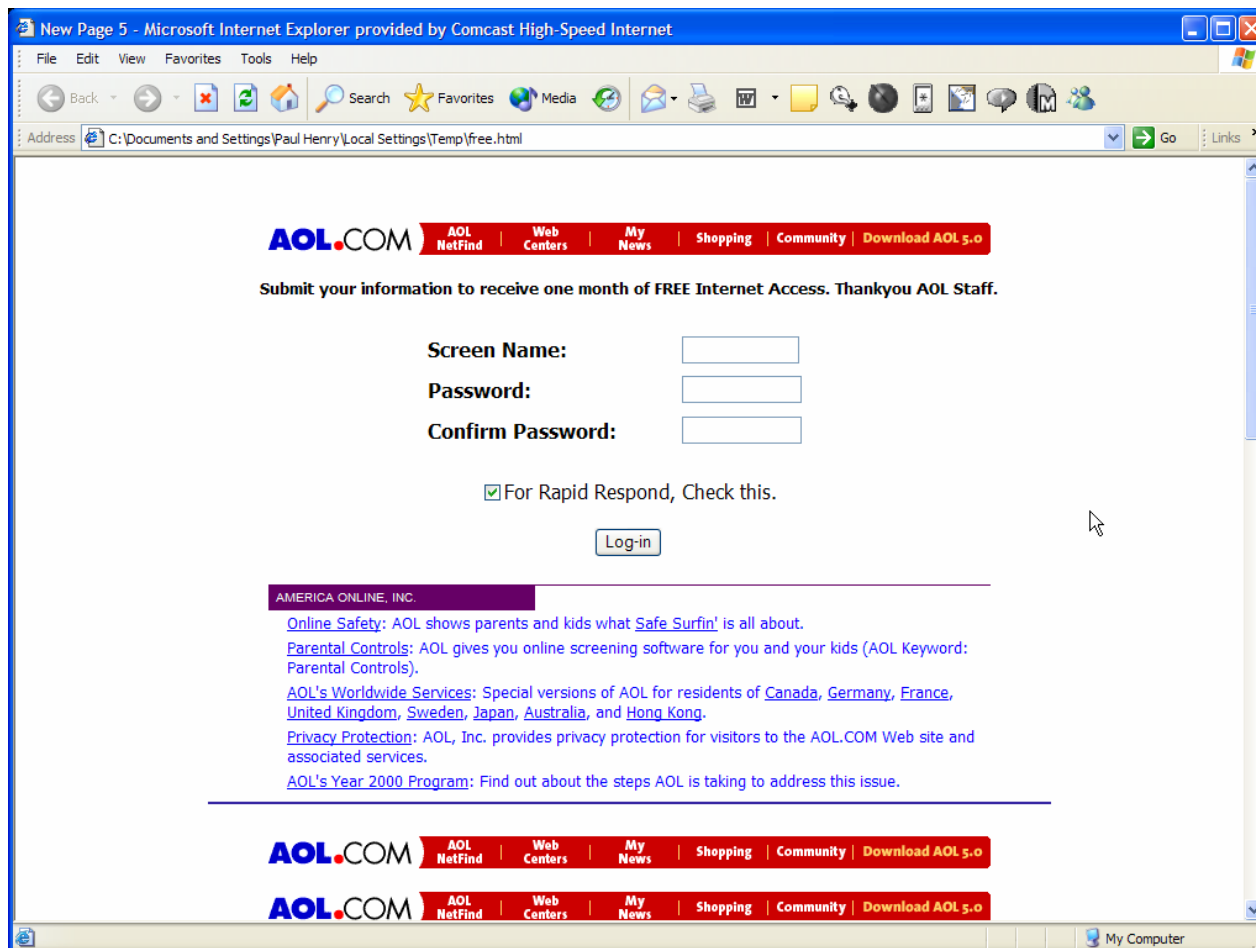 New Page 5 - Microsoft Internet Explorer provided by Comcast High-Speed Internet
File Edit View Favorites Tools Help
Back Search Favorites Media
Address C:\Documents and Settings\Paul Henry\Local Settings\Temp\free.html Go Links
AOL.COM AOL NetFind | Web Centers | My News | Shopping | Community | Download AOL 5.0
Submit your information to receive one month of FREE Internet Access. Thankyou AOL Staff.
Screen Name:
Password:
Confirm Password:
For Rapid Respond, Check this.
Log-in
AMERICA ONLINE, INC.
Online Safety: AOL shows parents and kids what Safe Surfin' is all about.
Parental Controls: AOL gives you online screening software for you and your kids (AOL Keyword:
Parental Controls).
AOL's Worldwide Services: Special versions of AOL for residents of Canada, Germany, France,
United Kingdom, Sweden, Japan, Australia, and Hong Kong.
Privacy Protection: AOL, Inc. provides privacy protection for visitors to the AOL.COM Web site and
associated services.
AOL's Year 2000 Program: Find out about the steps AOL is taking to address this issue.
AOL.COM AOL NetFind | Web Centers | My News | Shopping | Community | Download AOL 5.0
AOL.COM AOL NetFind | Web Centers | My News | Shopping | Community | Download AOL 5.0
My Computer